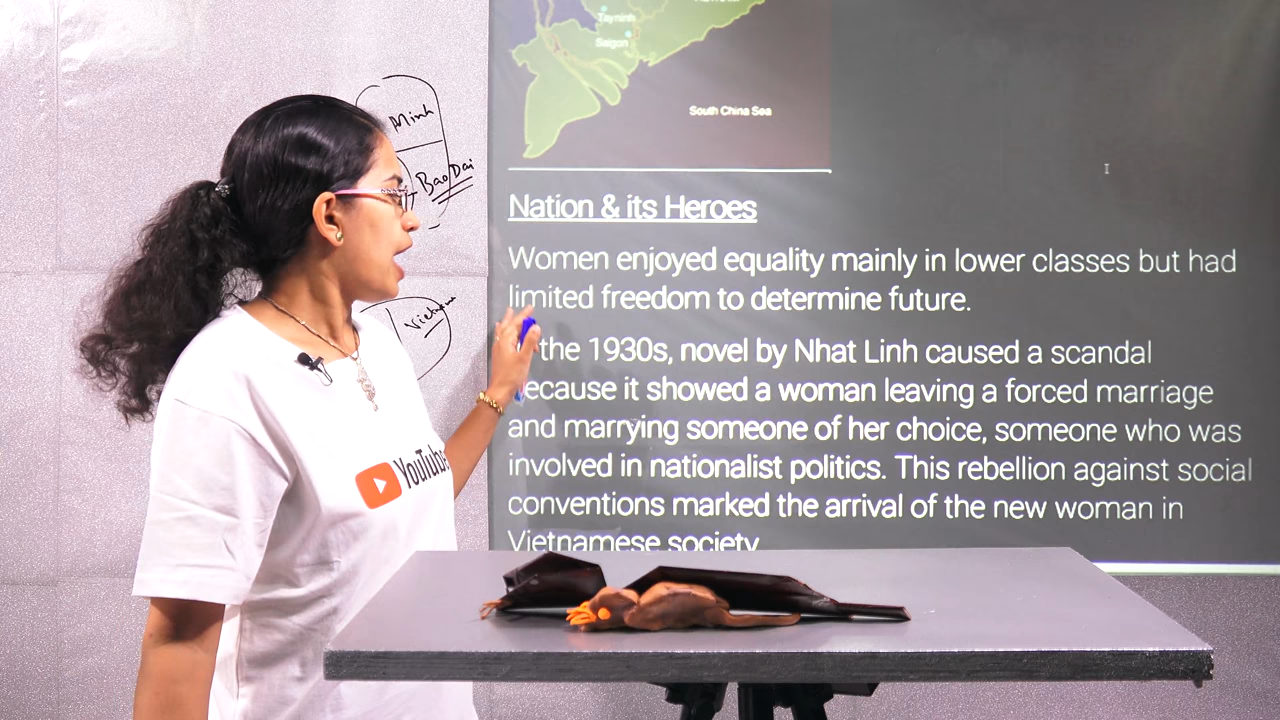 Tayninh
Saigon
South China Sea
Minh
Bao Dai
Vietnam
Nation & its Heroes
Women enjoyed equality mainly in lower classes but had
limited freedom to determine future.
the 1930s, novel by Nhat Linh caused a scandal
because it showed a woman leaving a forced marriage
and marrying someone of her choice, someone who was
involved in nationalist politics. This rebellion against social
conventions marked the arrival of the new woman in
Vietnamese society
YouTube